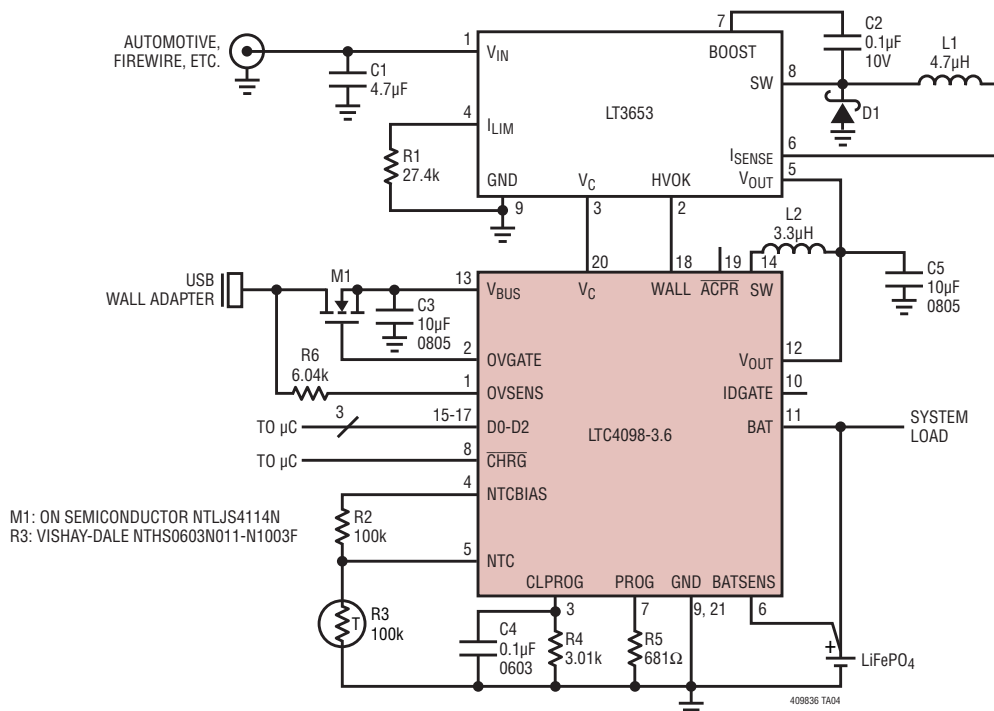 AUTOMOTIVE,
FIREWIRE, ETC.
C1
4.7µF
1
VIN
7
BOOST
C2
0.1µF
10V
SW
8
L1
4.7µH
D1
LT3653
4
ILIM
R1
27.4k
ISENSE
6
VOUT
5
GND
9
VC
3
HVOK
2
L2
3.3µH
C5
10µF
0805
USB
WALL ADAPTER
M1
C3
10µF
0805
13
VBUS
20
VC
18
WALL
19
ACPR
14
SW
2
OVGATE
R6
6.04k
1
OVSENS
VOUT
12
IDGATE
10
BAT
11
SYSTEM
LOAD
TO µC
3
15-17
D0-D2
LTC4098-3.6
TO µC
8
CHRG
4
NTCBIAS
M1: ON SEMICONDUCTOR NTLJS4114N
R3: VISHAY-DALE NTHS0603N011-N1003F
R2
100k
5
NTC
T
R3
100k
CLPROG
3
PROG
7
GND
9, 21
BATSENS
6
C4
0.1µF
0603
R4
3.01k
R5
681Ω
+
LiFePO4
409836 TA04